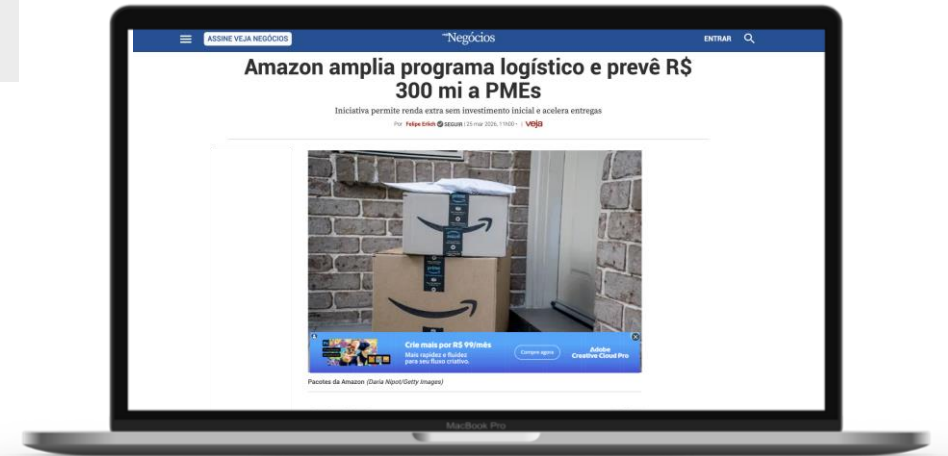 ASSINE VEJA NEGÓCIOS
Negócios
ENTRAR
Amazon amplia programa logístico e prevê R$
300 mi a PMEs
Iniciativa permite renda extra sem investimento inicial e acelera entregas
Por Felipe Erlich SEGUIR | 25 mar 2026, 11h00 • | veja
Crie mais por R$ 99/mês
Mais rapidez e fluidez
para seu fluxo criativo.
Compre agora
Adobe
Creative Cloud Pro
Pacotes da Amazon (Daria Nipot/Getty Images)
MacBook Pro